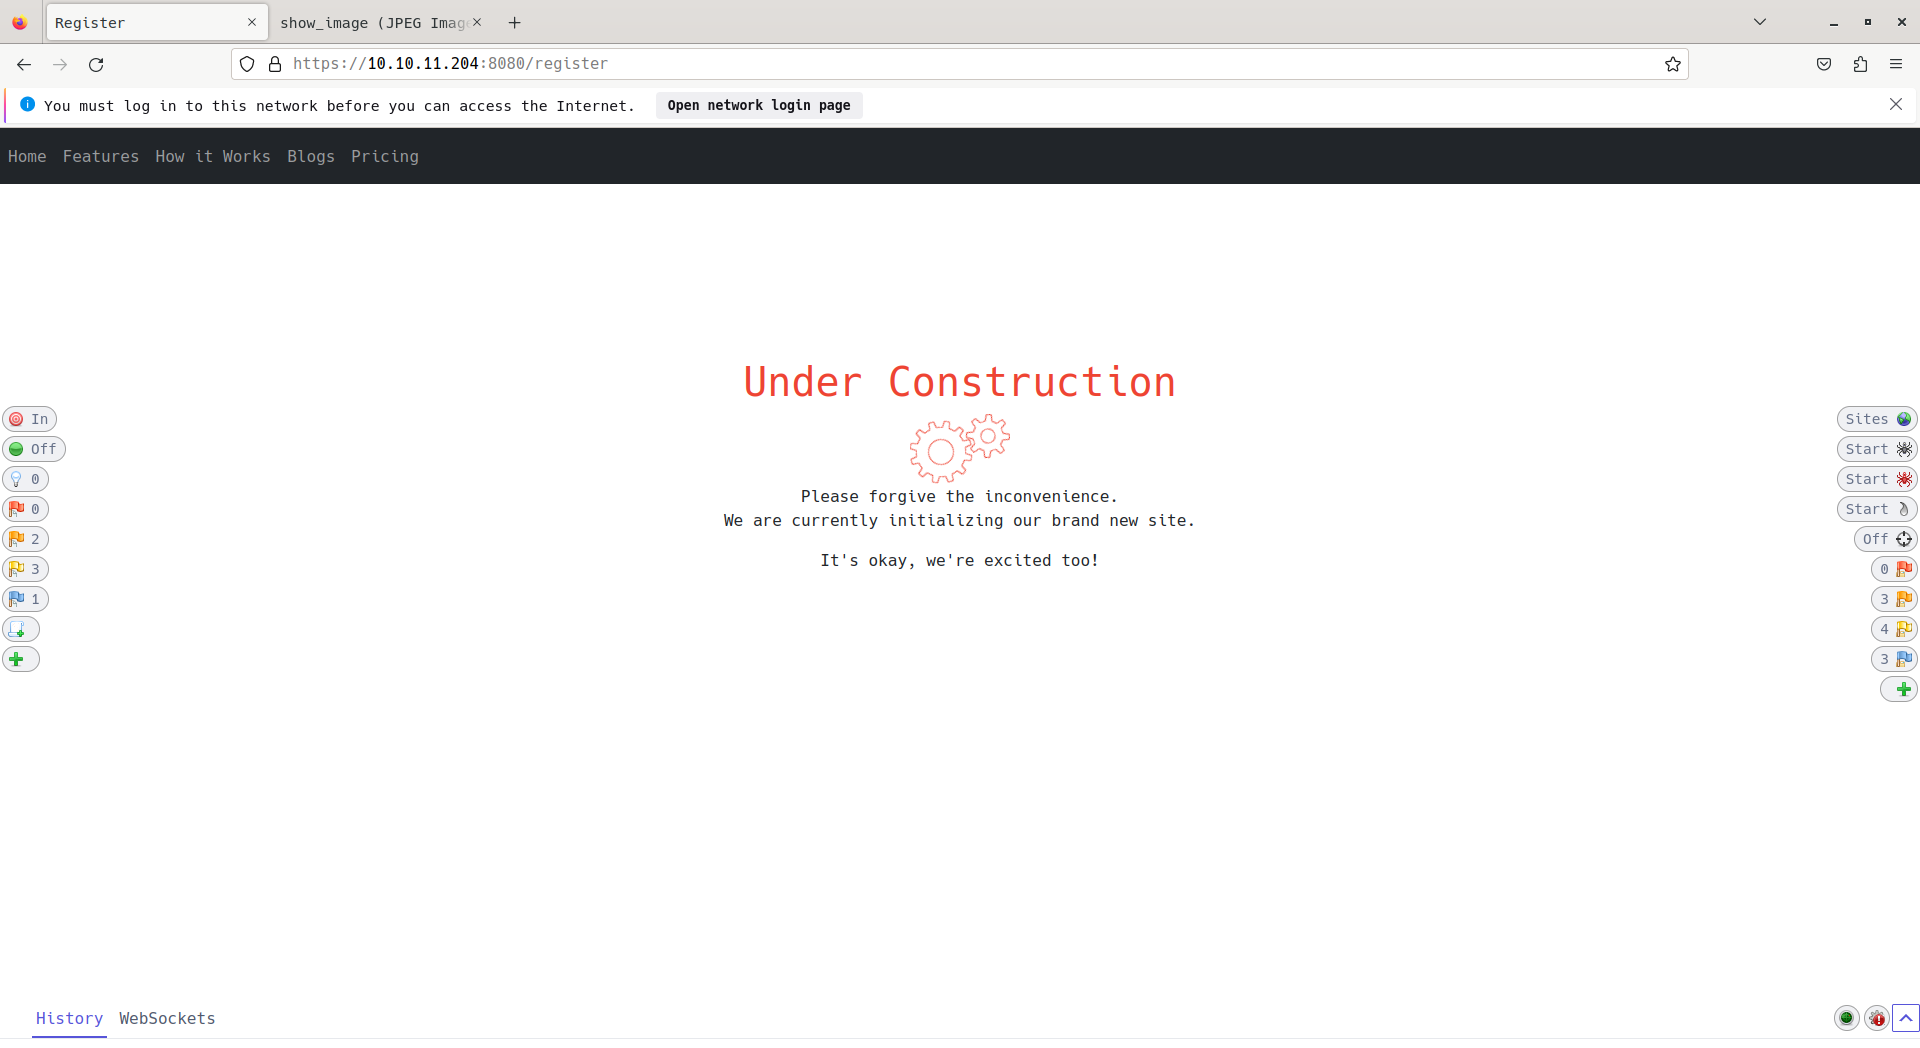 Register
show_image (JPEG Imag
https://10.10.11.204:8080/register
You must log in to this network before you can access the Internet. Open network login page
Home Features How it Works Blogs Pricing
Under Construction
Please forgive the inconvenience.
We are currently initializing our brand new site.
It's okay, we're excited too!
In
Off
0
0
2
3
1
Sites
Start
Start
Start
Off
0
3
4
3
History WebSockets